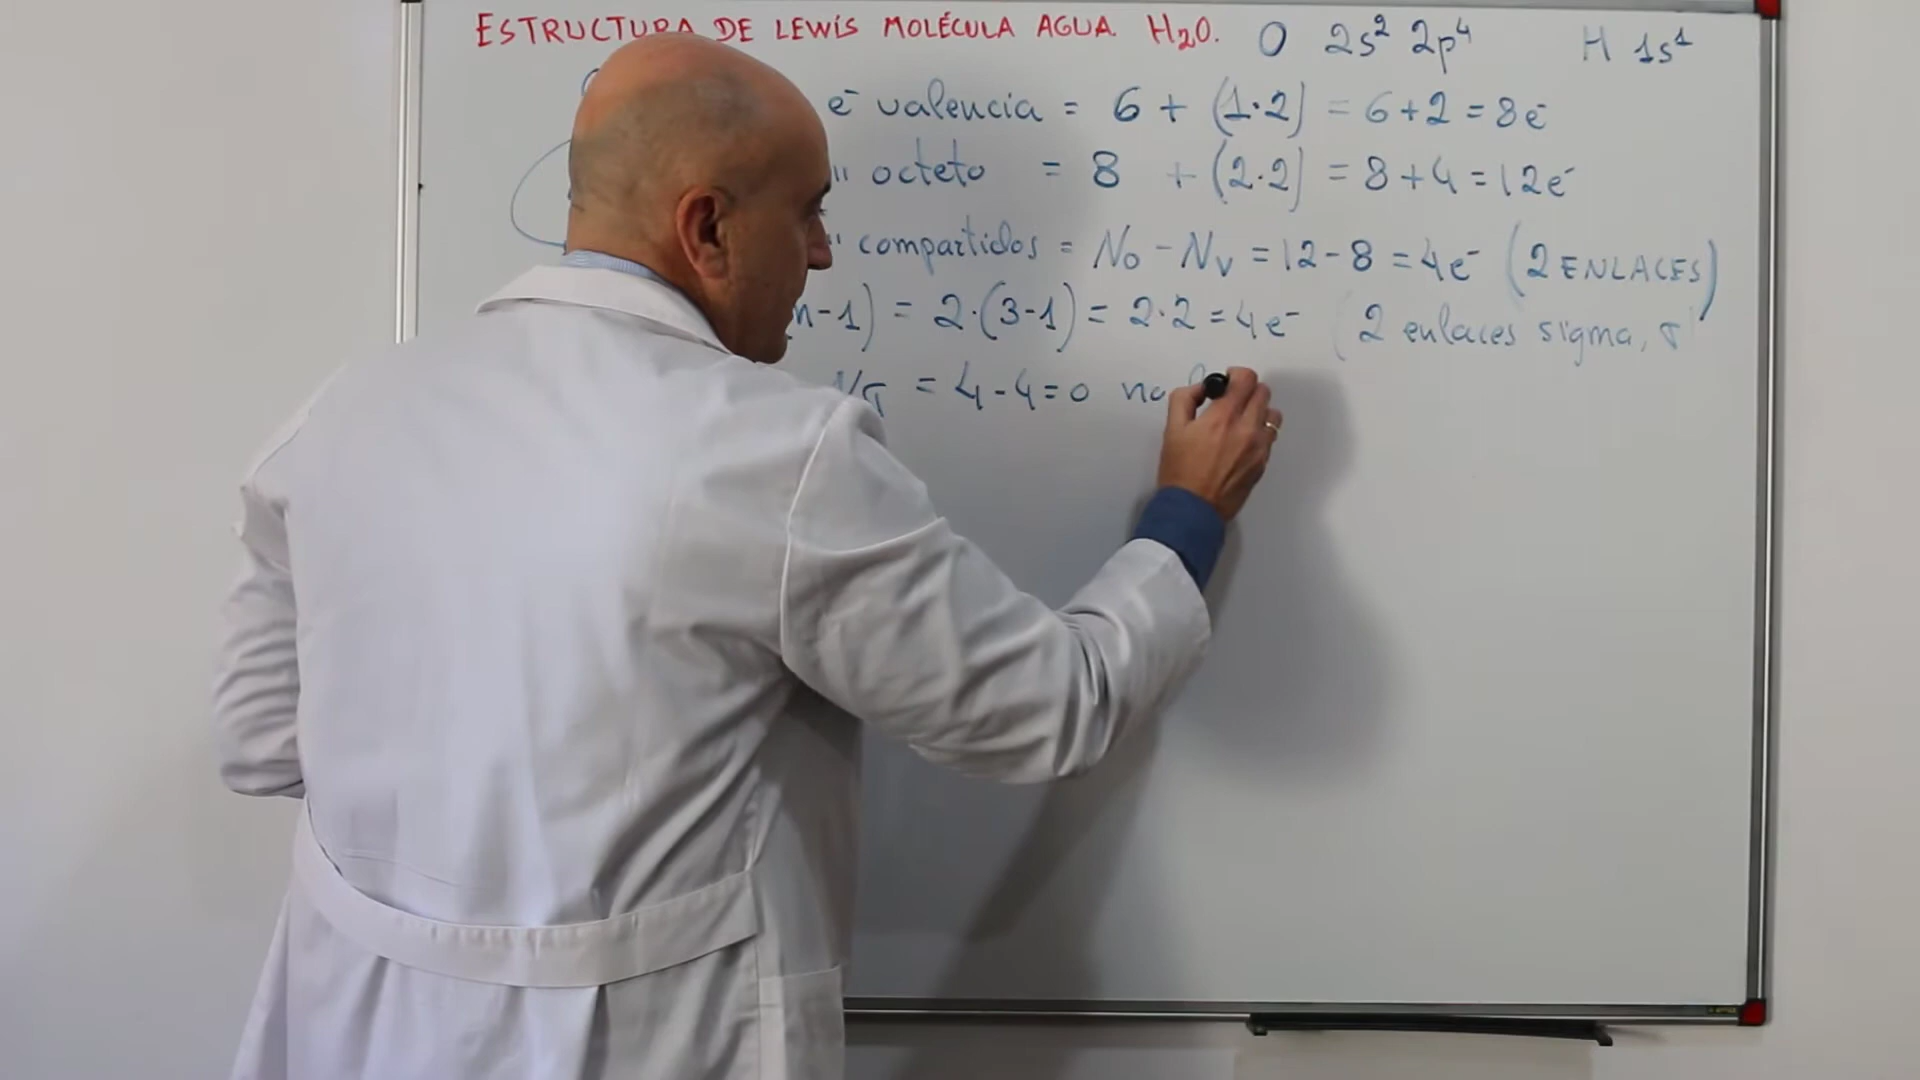 ESTRUCTURA DE LEWIS MOLÉCULA AGUA. H₂O. O 2s² 2p⁴ H 1s¹
e⁻ valencia = 6 + (1·2) = 6+2 = 8e⁻
" octeto = 8 + (2·2) = 8+4 = 12e⁻
" compartidos = No - Nv = 12-8 = 4e⁻ (2 ENLACES)
n-1) = 2·(3-1) = 2·2 = 4e⁻ (2 enlaces sigma, σ
= 4-4=0 no